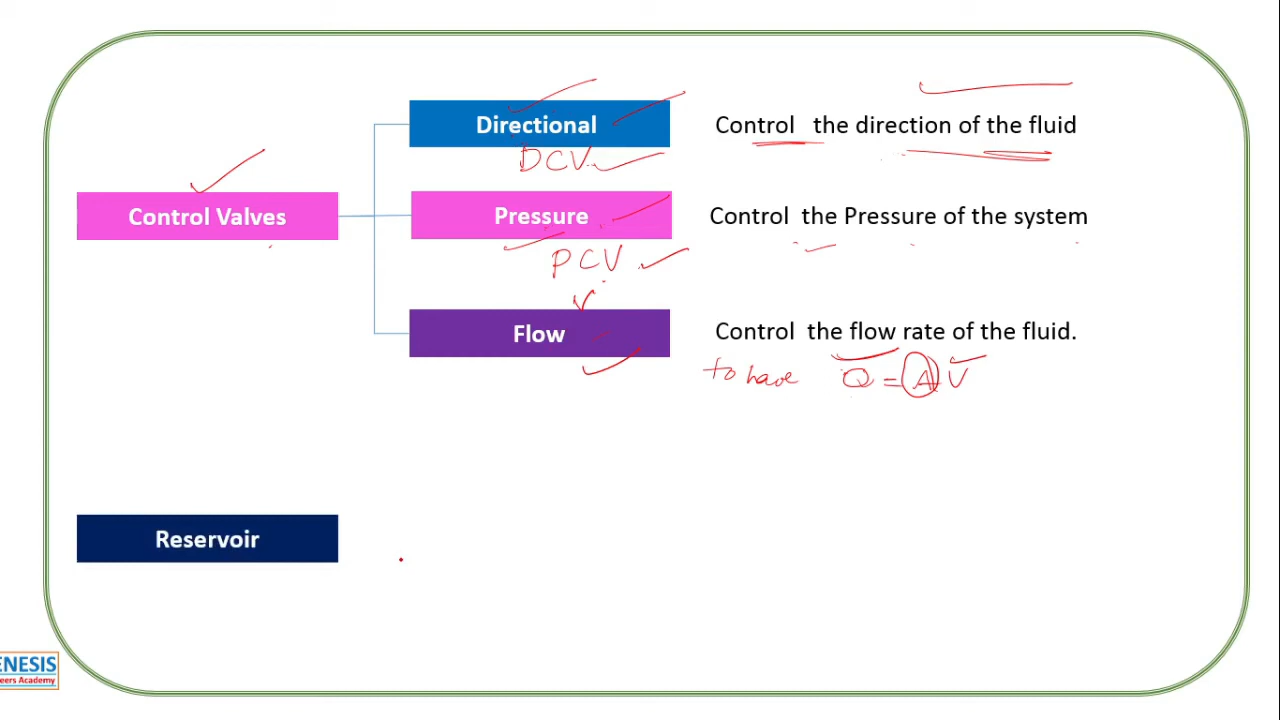 Directional
Control the direction of the fluid
DCV
Control Valves
Pressure
Control the Pressure of the system
PCV
Flow
Control the flow rate of the fluid.
to have Q = A V
Reservoir
ENESIS
eers Academy